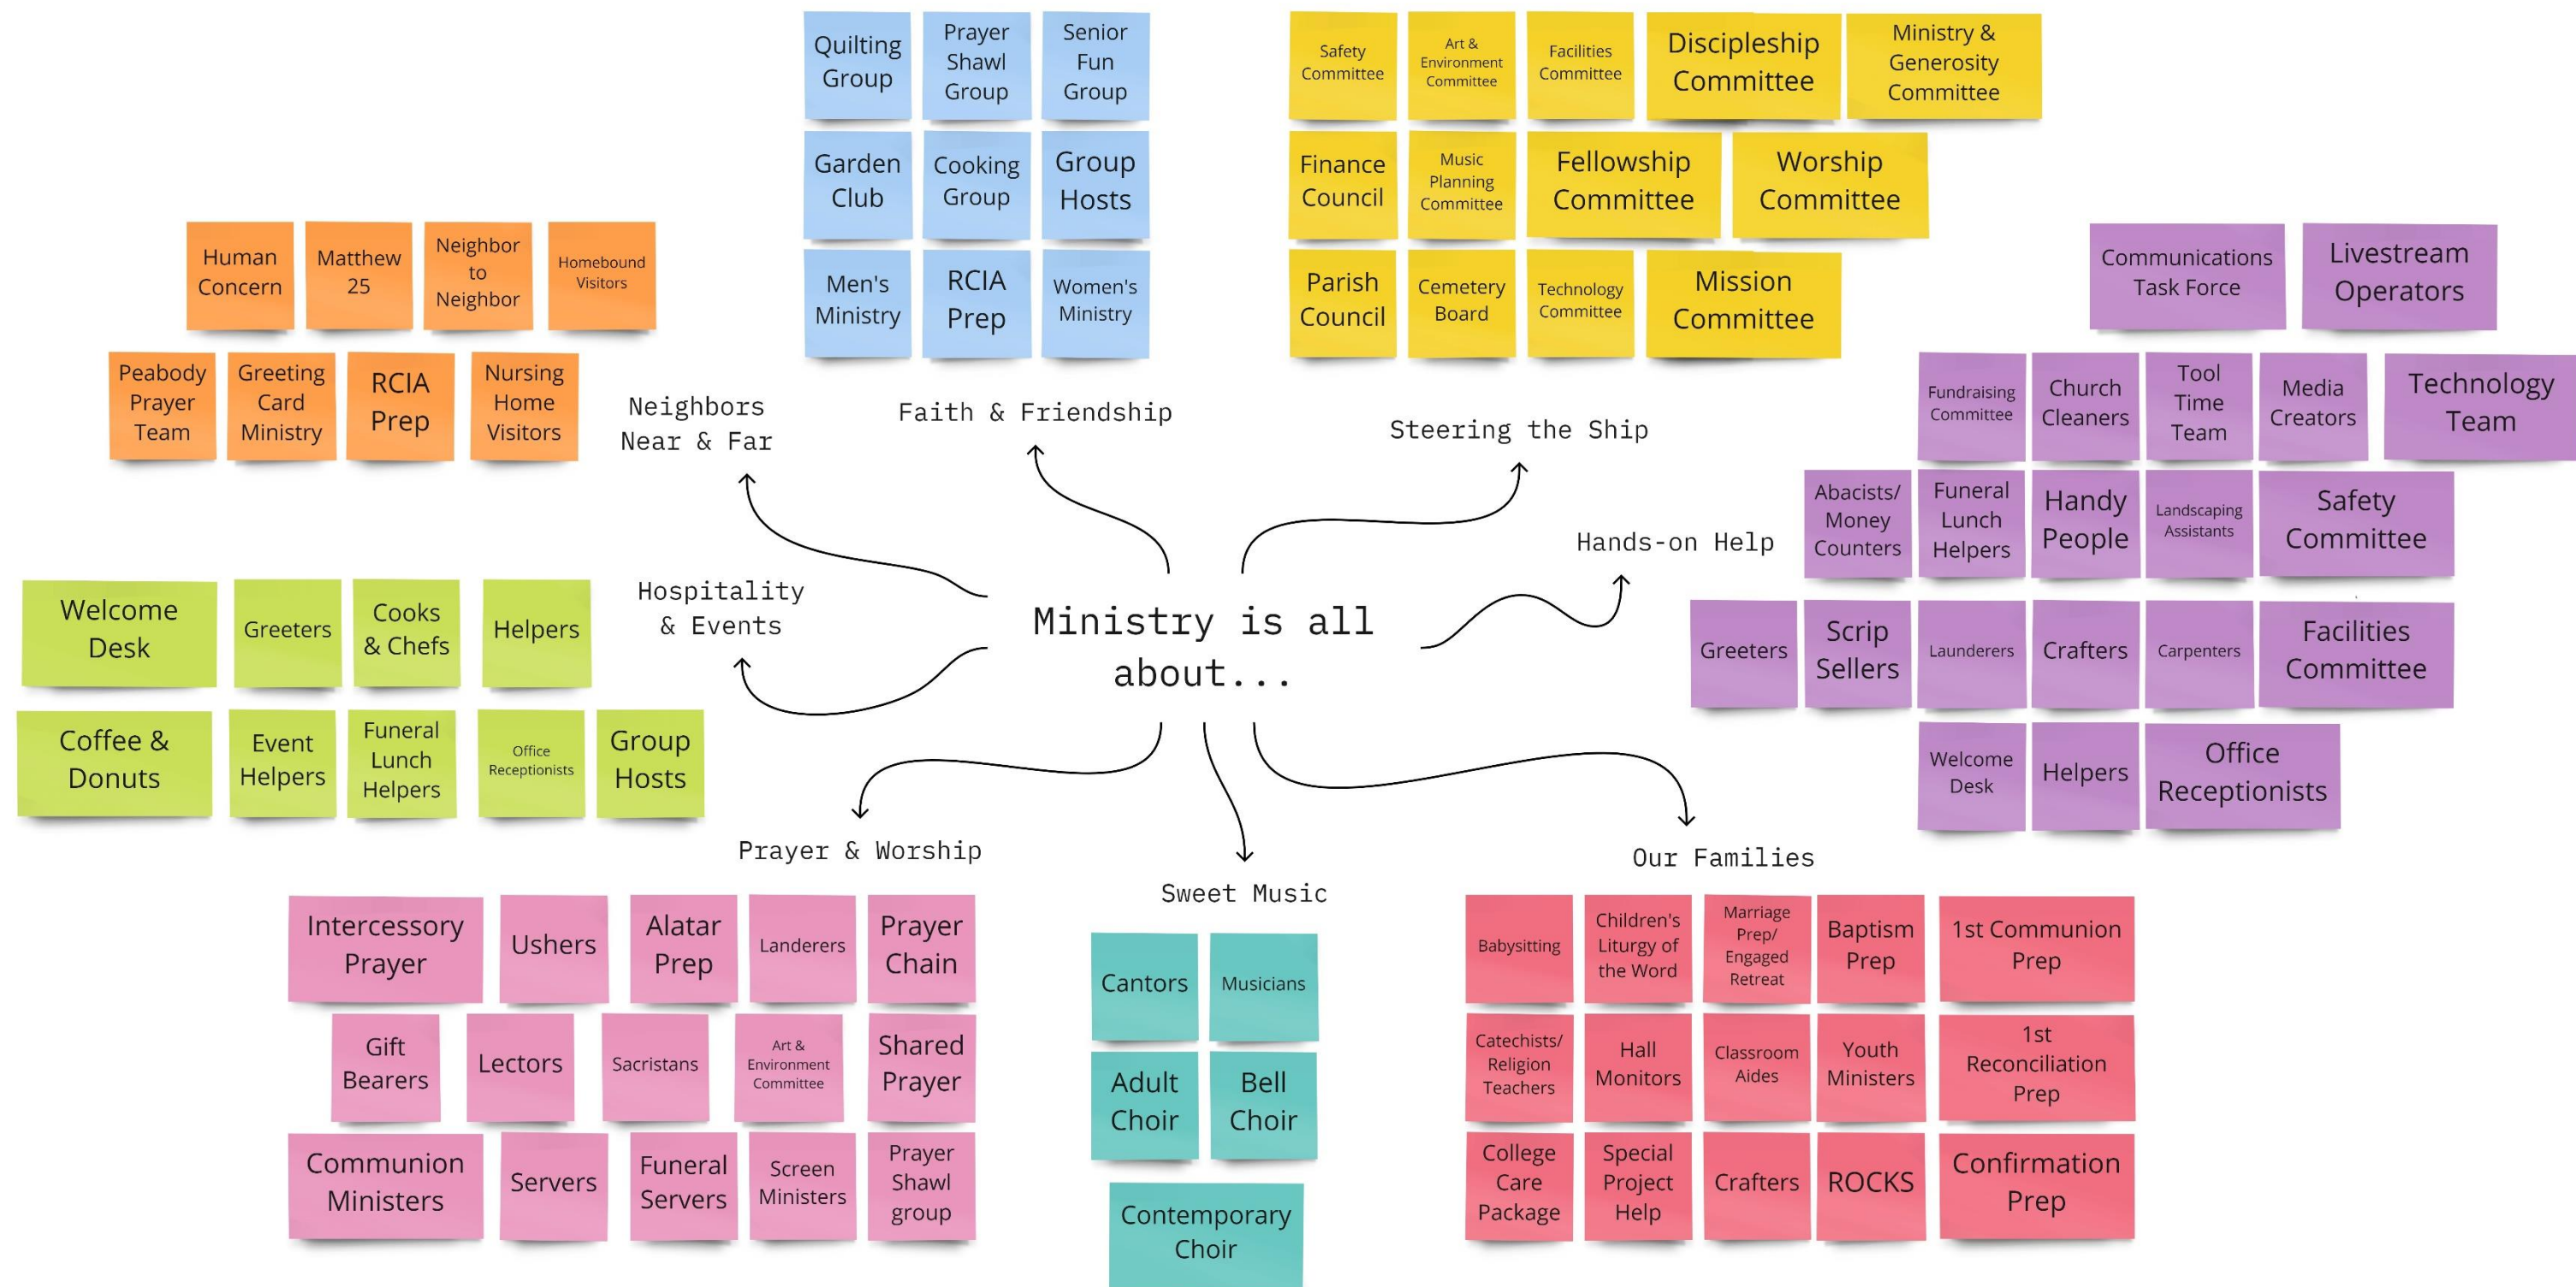 Quilting
Group
Prayer
Shawl
Group
Senior
Fun
Group
Garden
Club
Cooking
Group
Group
Hosts
Men's
Ministry
RCIA
Prep
Women's
Ministry
Faith & Friendship
Safety
Committee
Art &
Environment
Committee
Facilities
Committee
Discipleship
Committee
Ministry &
Generosity
Committee
Finance
Council
Music
Planning
Committee
Fellowship
Committee
Worship
Committee
Parish
Council
Cemetery
Board
Technology
Committee
Mission
Committee
Steering the Ship
Human
Concern
Matthew
25
Neighbor
to
Neighbor
Homebound
Visitors
Peabody
Prayer
Team
Greeting
Card
Ministry
RCIA
Prep
Nursing
Home
Visitors
Neighbors
Near & Far
Communications
Task Force
Livestream
Operators
Fundraising
Committee
Church
Cleaners
Tool
Time
Team
Media
Creators
Technology
Team
Abacists/
Money
Counters
Funeral
Lunch
Helpers
Handy
People
Landscaping
Assistants
Safety
Committee
Greeters
Scrip
Sellers
Launderers
Crafters
Carpenters
Facilities
Committee
Welcome
Desk
Helpers
Office
Receptionists
Hands-on Help
Ministry is all
about...
Hospitality
& Events
Welcome
Desk
Greeters
Cooks
& Chefs
Helpers
Coffee &
Donuts
Event
Helpers
Funeral
Lunch
Helpers
Office
Receptionists
Group
Hosts
Prayer & Worship
Intercessory
Prayer
Ushers
Alatar
Prep
Landerers
Prayer
Chain
Gift
Bearers
Lectors
Sacristans
Art &
Environment
Committee
Shared
Prayer
Communion
Ministers
Servers
Funeral
Servers
Screen
Ministers
Prayer
Shawl
group
Sweet Music
Cantors
Musicians
Adult
Choir
Bell
Choir
Contemporary
Choir
Our Families
Babysitting
Children's
Liturgy of
the Word
Marriage
Prep/
Engaged
Retreat
Baptism
Prep
1st Communion
Prep
Catechists/
Religion
Teachers
Hall
Monitors
Classroom
Aides
Youth
Ministers
1st
Reconciliation
Prep
College
Care
Package
Special
Project
Help
Crafters
ROCKS
Confirmation
Prep